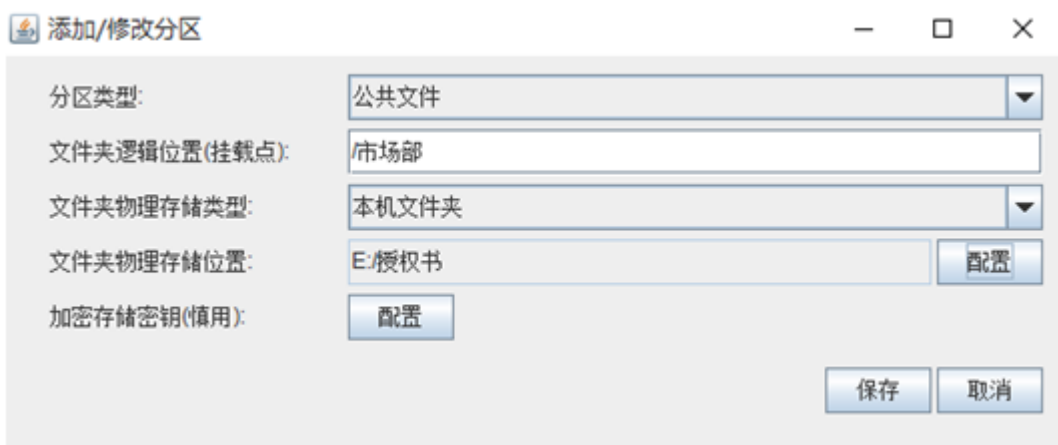 添加/修改分区
分区类型: 公共文件
文件夹逻辑位置(挂载点): /市场部
文件夹物理存储类型: 本机文件夹
文件夹物理存储位置: E:/授权书 配置
加密存储密钥(慎用): 配置
保存 取消